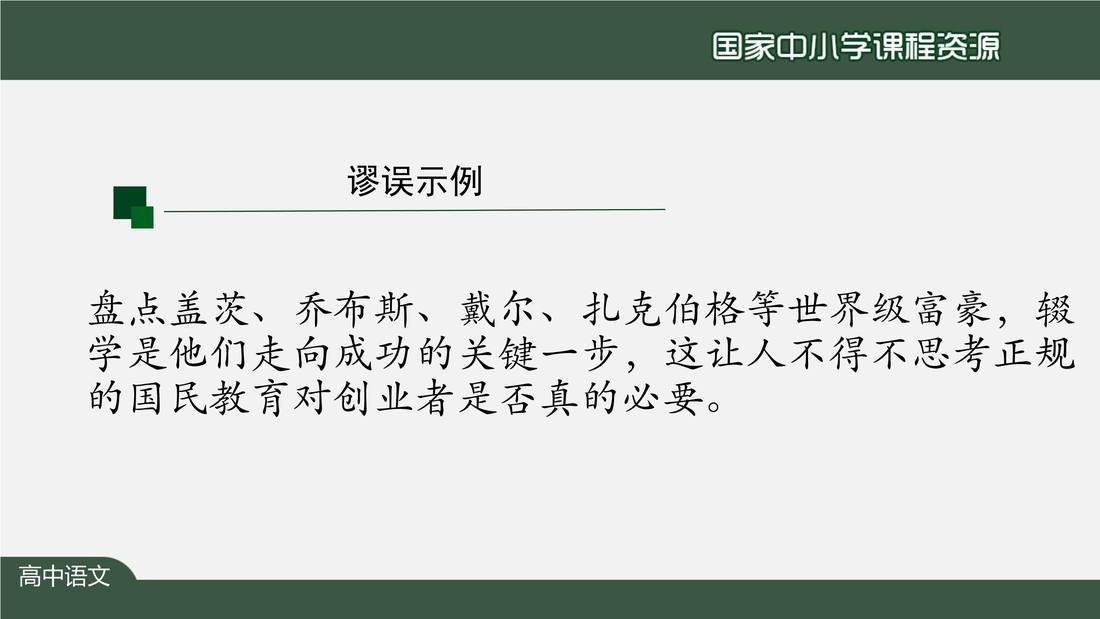 国家中小学课程资源
谬误示例
盘点盖茨、乔布斯、戴尔、扎克伯格等世界级富豪，辍
学是他们走向成功的关键一步，这让人不得不思考正规
的国民教育对创业者是否真的必要。
高中语文